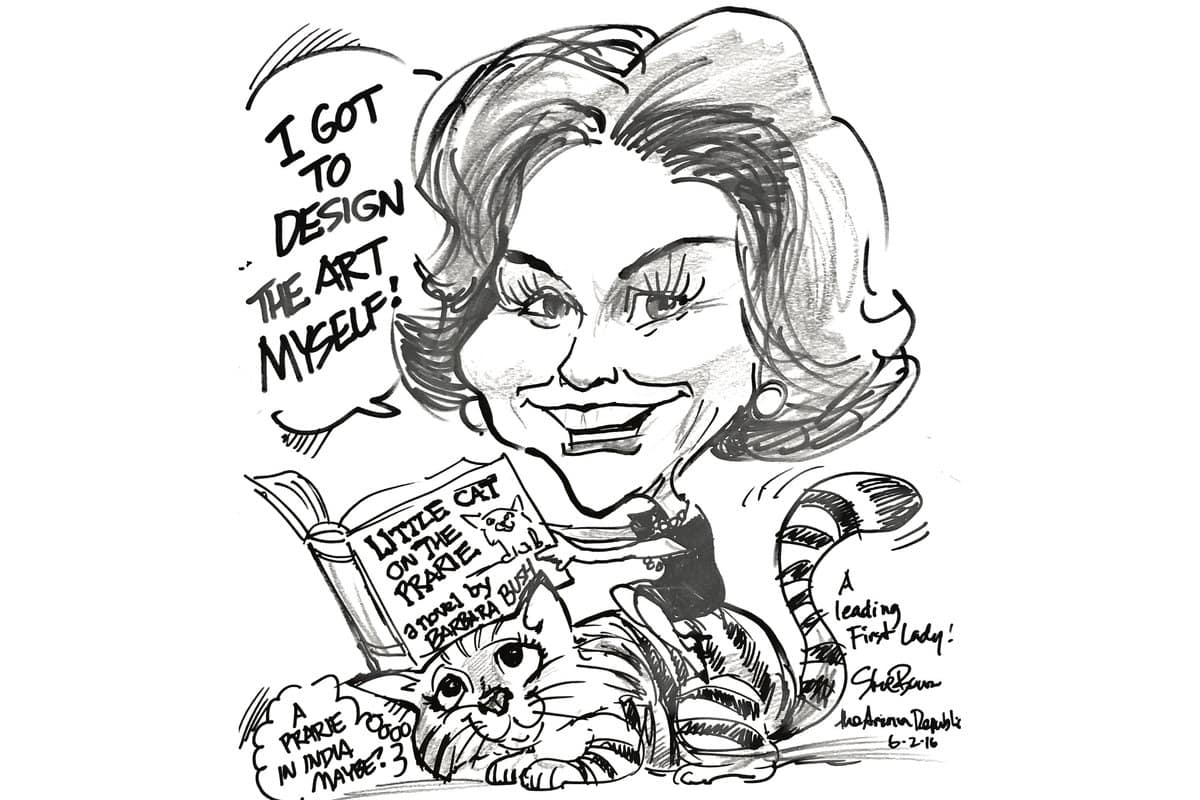 I GOT
TO
DESIGN
THE ART
MYSELF!
LITTLE CAT
ON THE
PRARIE
a novel by
BARBARA BUSH
A
PRARIE
IN INDIA
MAYBE?
A
leading
First Lady!
The Arizona Republic
6-2-16